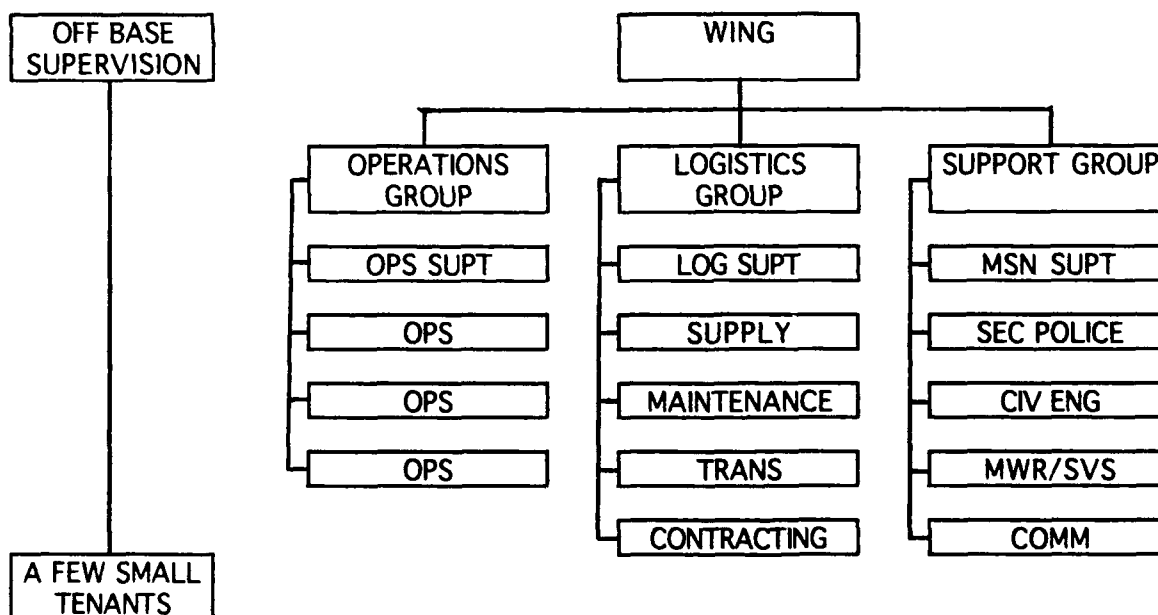 OFF BASE
SUPERVISION
WING
OPERATIONS
GROUP
LOGISTICS
GROUP
SUPPORT GROUP
OPS SUPT
LOG SUPT
MSN SUPT
OPS
SUPPLY
SEC POLICE
OPS
MAINTENANCE
CIV ENG
OPS
TRANS
MWR/SVS
CONTRACTING
COMM
A FEW SMALL
TENANTS